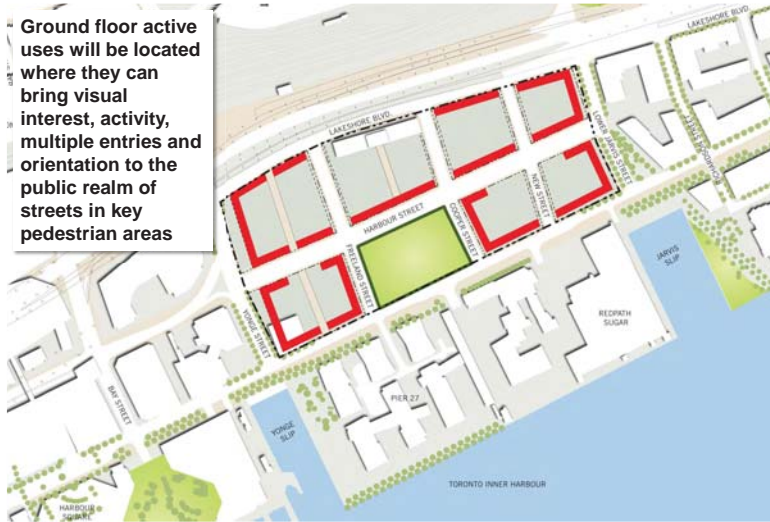 Ground floor active
uses will be located
where they can
bring visual
interest, activity,
multiple entries and
orientation to the
public realm of
streets in key
pedestrian areas
LAKESHORE BLVD.
LAKESHORE BLVD.
LOWER JARVIS STREET
NEW STREET
COOPER STREET
HARBOUR STREET
FREELAND STREET
YONGE STREET
BAY STREET
JARVIS
SLIP
REDPATH
SUGAR
PIER 27
YONGE
SLIP
TORONTO INNER HARBOUR
HARBOUR
SQUARE